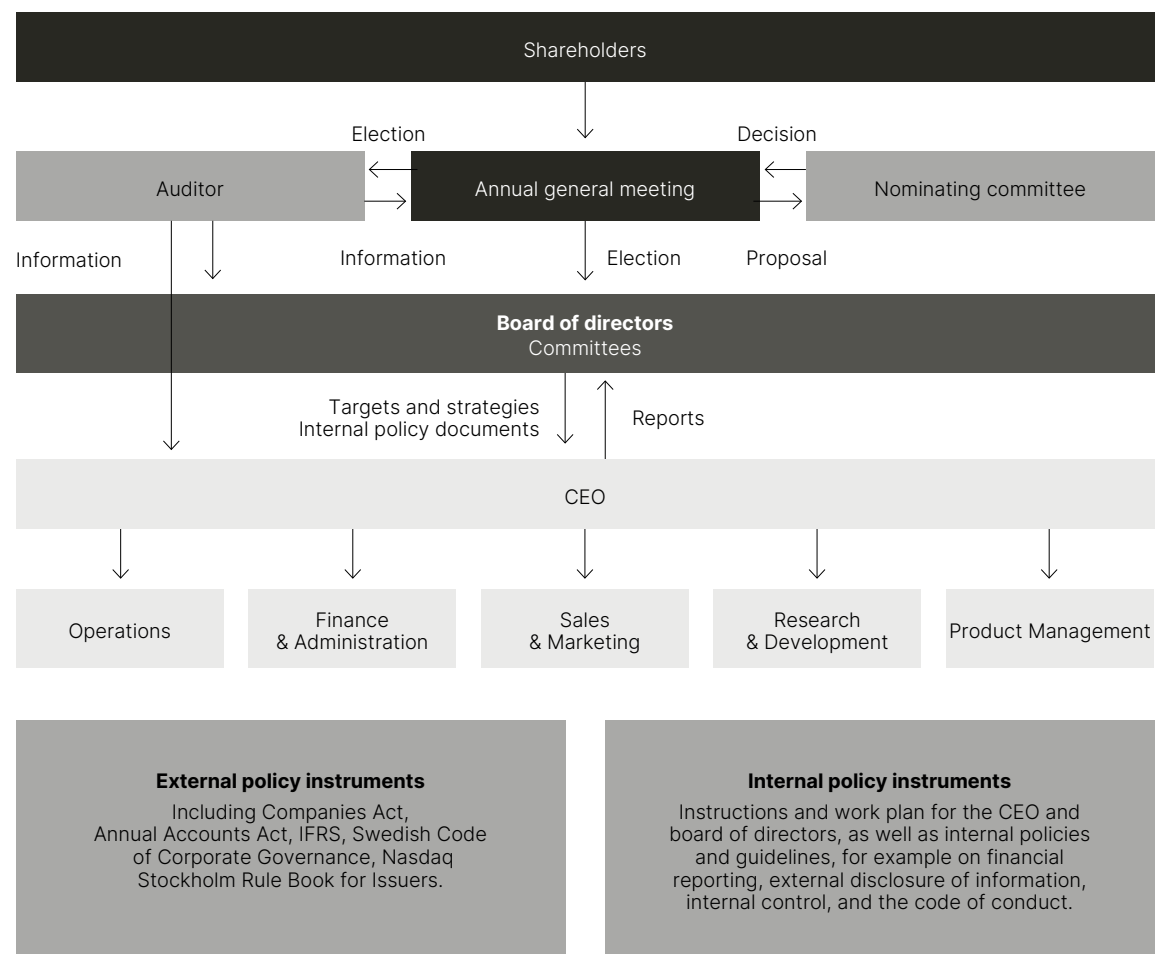 Shareholders
Election
Decision
Auditor
Annual general meeting
Nominating committee
Information
Information
Election
Proposal
Board of directors
Committees
Targets and strategies
Internal policy documents
Reports
CEO
Operations
Finance
& Administration
Sales
& Marketing
Research
& Development
Product Management
External policy instruments
Including Companies Act,
Annual Accounts Act, IFRS, Swedish Code
of Corporate Governance, Nasdaq
Stockholm Rule Book for Issuers.
Internal policy instruments
Instructions and work plan for the CEO and
board of directors, as well as internal policies
and guidelines, for example on financial
reporting, external disclosure of information,
internal control, and the code of conduct.